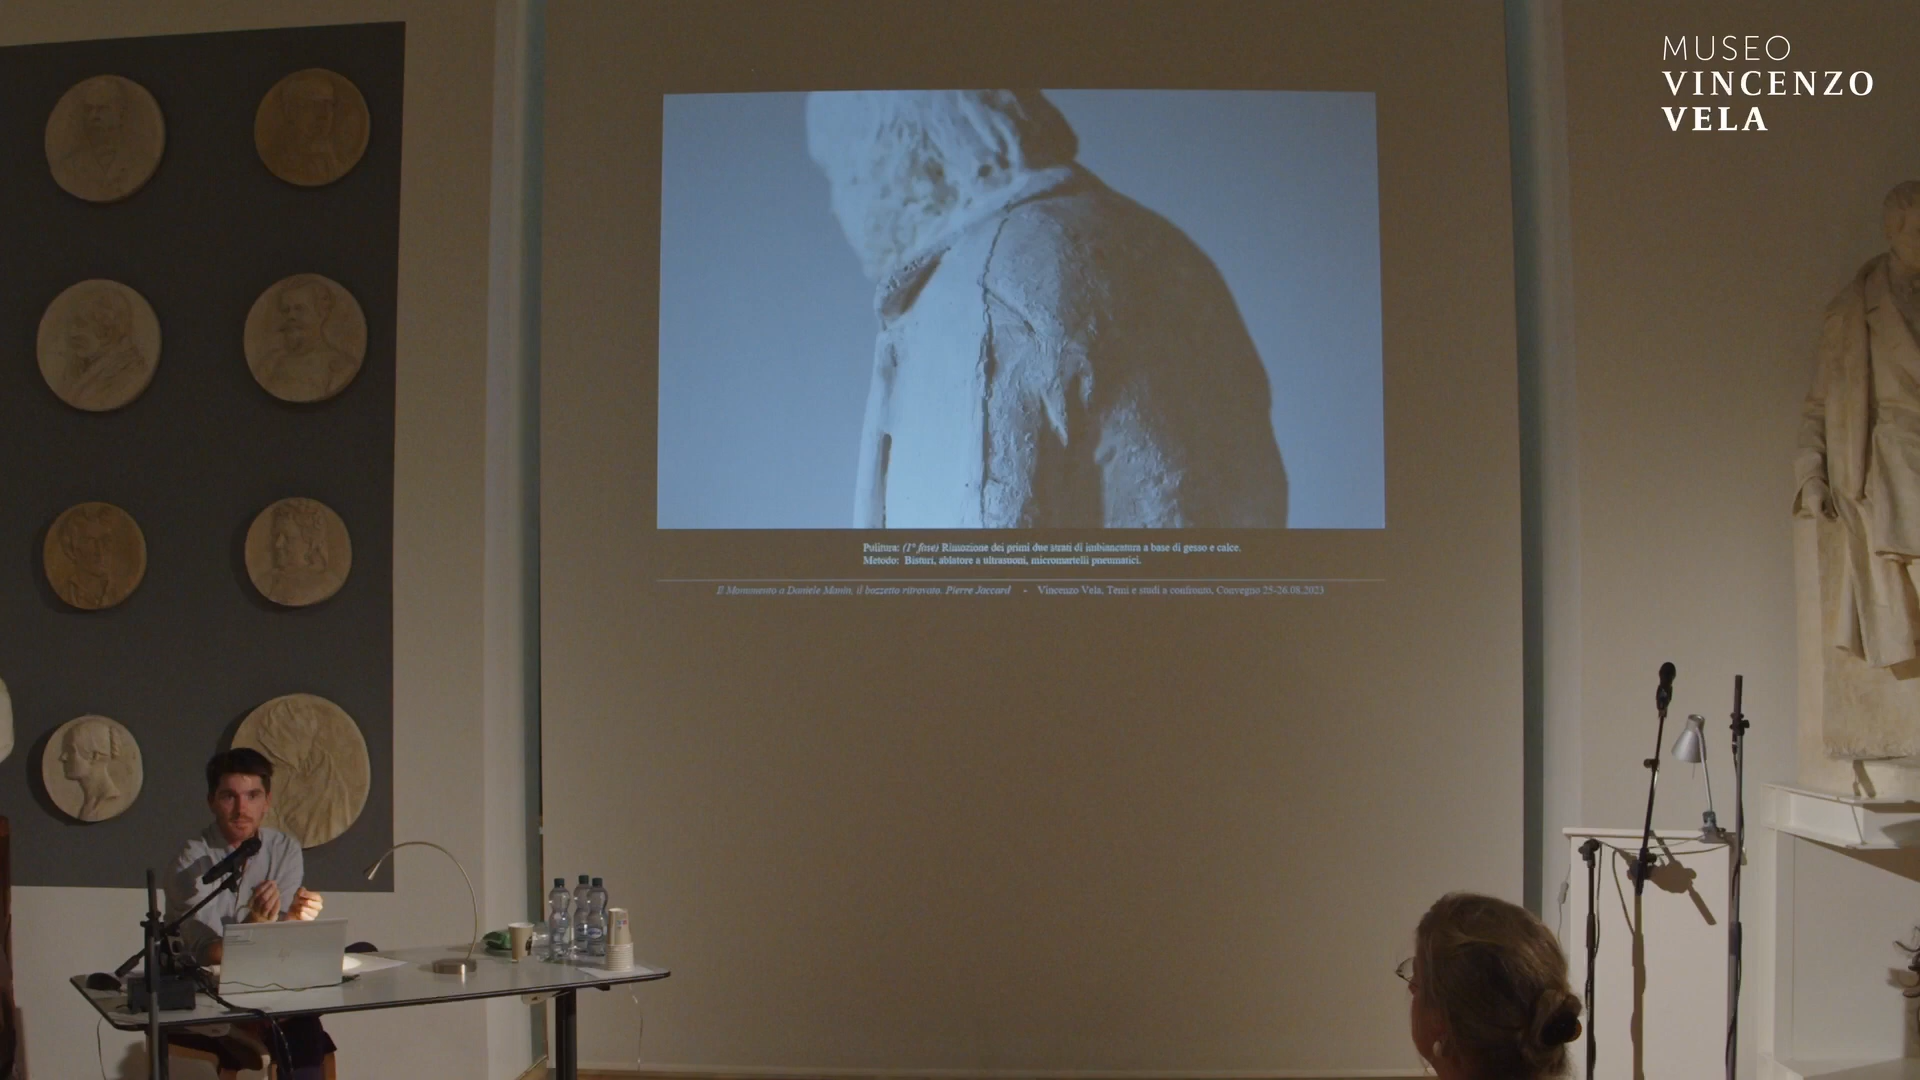 MUSEO
VINCENZO
VELA
Pulitura: (1ª fase) Rimozione dei primi due strati di imbiancatura a base di gesso e calce.
Metodo: Bisturi, ablatore a ultrasuoni, micromartelli pneumatici.
Il Monumento a Daniele Manin, il bozzetto ritrovato. Pierre Jaccard - Vincenzo Vela, Temi e studi a confronto, Convegno 25-26.08.2023